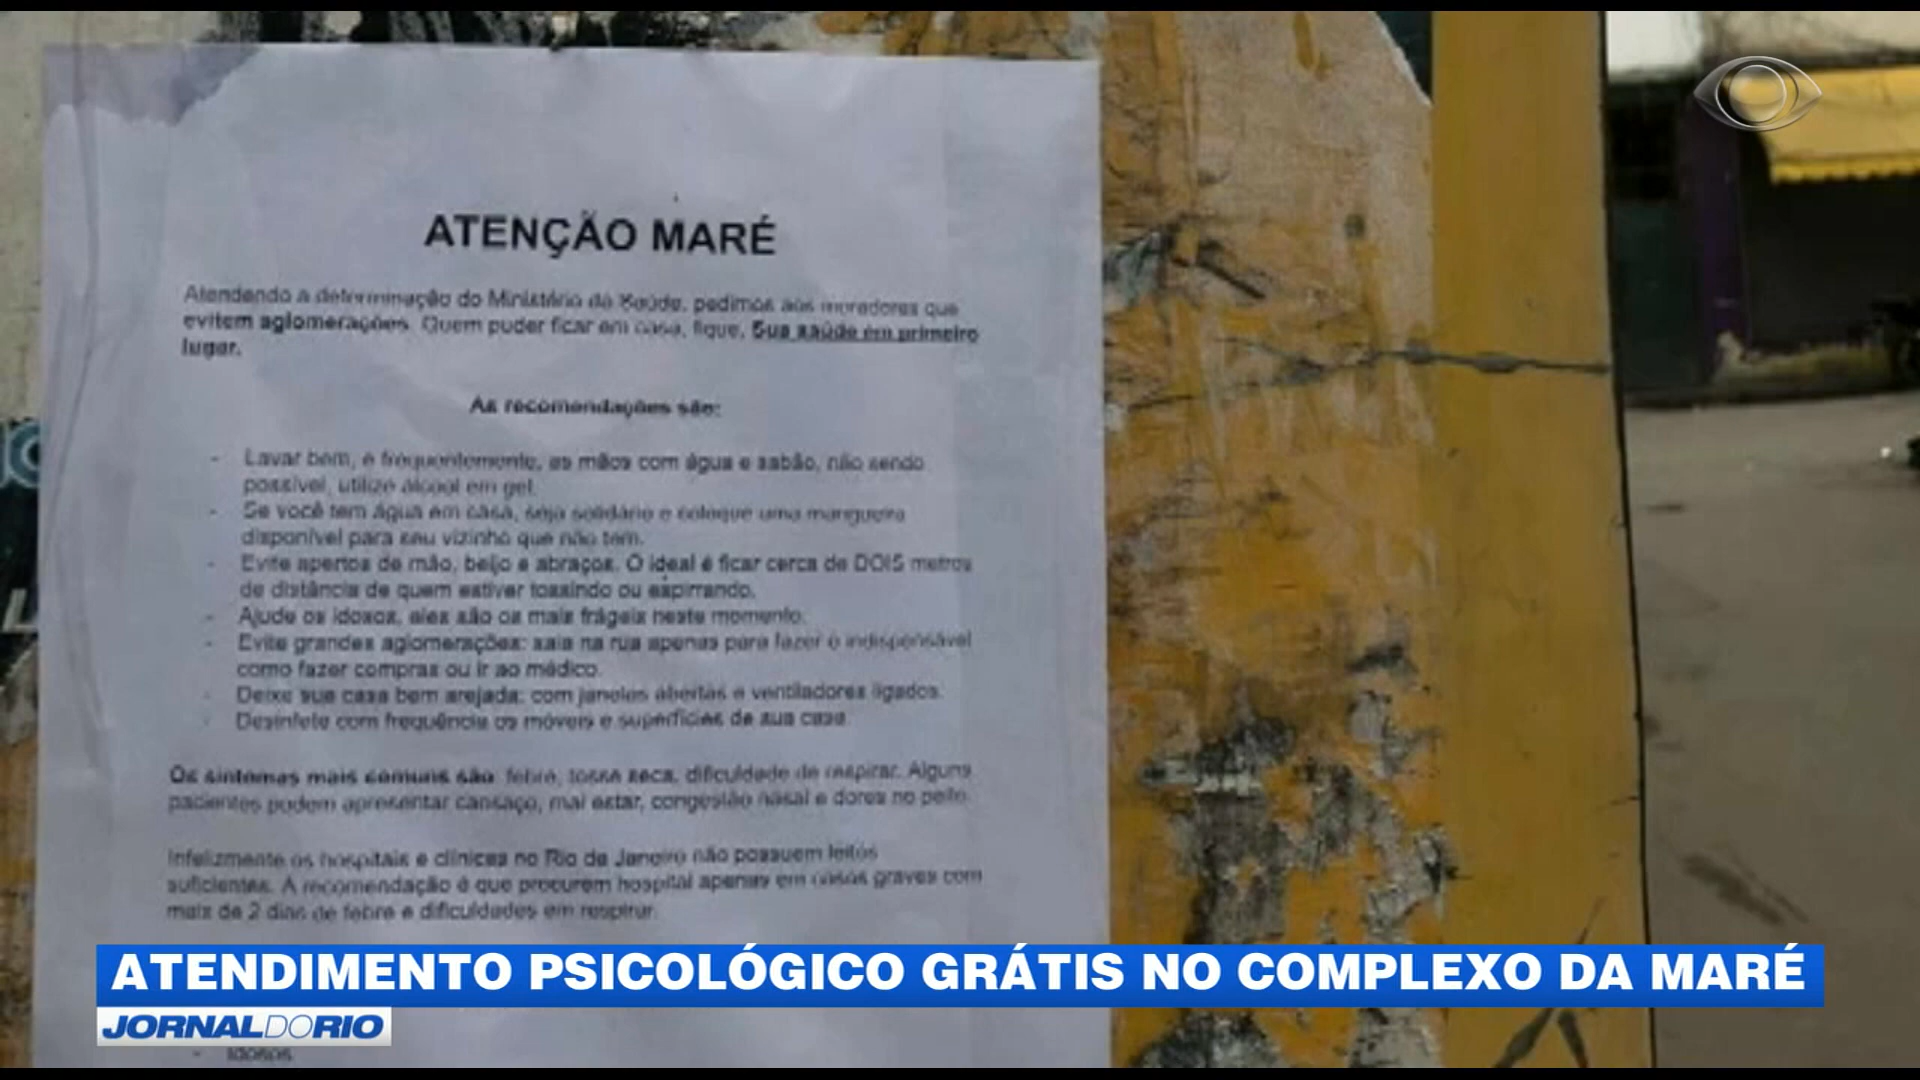 ATENÇÃO MARÉ
Atendendo a determinação do Ministério da Saúde, pedimos aos moradores que
evitem aglomerações. Quem puder ficar em casa, fique. Sua saúde em primeiro
lugar.
As recomendações são:
- Lavar bem, e frequentemente, as mãos com água e sabão, não sendo
possível, utilize álcool em gel.
- Se você tem água em casa, seja solidário e coloque uma mangueira
disponível para seu vizinho que não tem.
- Evite apertos de mão, beijo e abraços. O ideal é ficar cerca de DOIS metros
de distância de quem estiver tossindo ou espirrando.
- Ajude os idosos, eles são os mais frágeis neste momento.
- Evite grandes aglomerações: saia na rua apenas para fazer o indispensável
como fazer compras ou ir ao médico.
- Deixe sua casa bem arejada: com janelas abertas e ventiladores ligados.
- Desinfete com frequência os móveis e superfícies de sua casa.
Os sintomas mais comuns são: febre, tosse seca, dificuldade de respirar. Alguns
pacientes podem apresentar cansaço, mal estar, congestão nasal e dores no peito.
Infelizmente os hospitais e clínicas no Rio de Janeiro não possuem leitos
suficientes. A recomendação é que procurem hospital apenas em casos graves com
mais de 2 dias de febre e dificuldades em respirar.
ATENDIMENTO PSICOLÓGICO GRÁTIS NO COMPLEXO DA MARÉ
JORNALDORIO
- Idosos